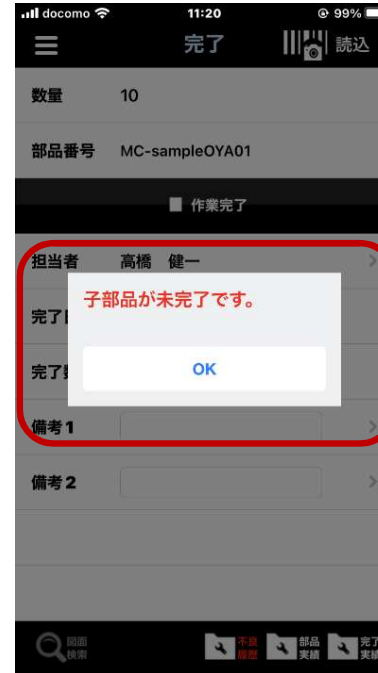 docomo 11:20 99%
完了 読込
数量 10
部品番号 MC-sampleOYA01
作業完了
担当者 高橋 健一
子部品が未完了です。
完了
完了
OK
備考1
備考2
図面
検索
不良
履歴
部品
実績
完了
実績